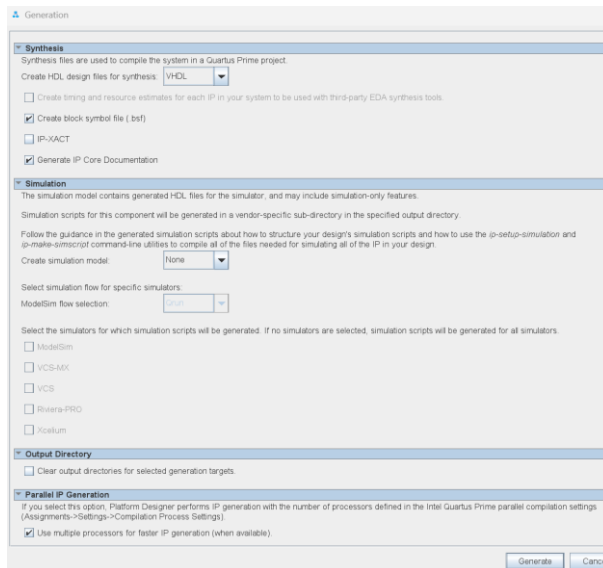 Generation
Synthesis
Synthesis files are used to compile the system in a Quartus Prime project.
Create HDL design files for synthesis: VHDL
Create timing and resource estimates for each IP in your system to be used with third-party EDA synthesis tools.
Create block symbol file (.bsf)
IP-XACT
Generate IP Core Documentation
Simulation
The simulation model contains generated HDL files for the simulator, and may include simulation-only features.
Simulation scripts for this component will be generated in a vendor-specific sub-directory in the specified output directory.
Follow the guidance in the generated simulation scripts about how to structure your design's simulation scripts and how to use the ip-setup-simulation and
ip-make-simscript command-line utilities to compile all of the files needed for simulating all of the IP in your design.
Create simulation model: None
Select simulation flow for specific simulators:
ModelSim flow selection: Qrun
Select the simulators for which simulation scripts will be generated. If no simulators are selected, simulation scripts will be generated for all simulators.
ModelSim
VCS-MX
VCS
Riviera-PRO
Xcelium
Output Directory
Clear output directories for selected generation targets.
Parallel IP Generation
If you select this option, Platform Designer performs IP generation with the number of processors defined in the Intel Quartus Prime parallel compilation settings
(Assignments->Settings->Compilation Process Settings).
Use multiple processors for faster IP generation (when available).
Generate Canc